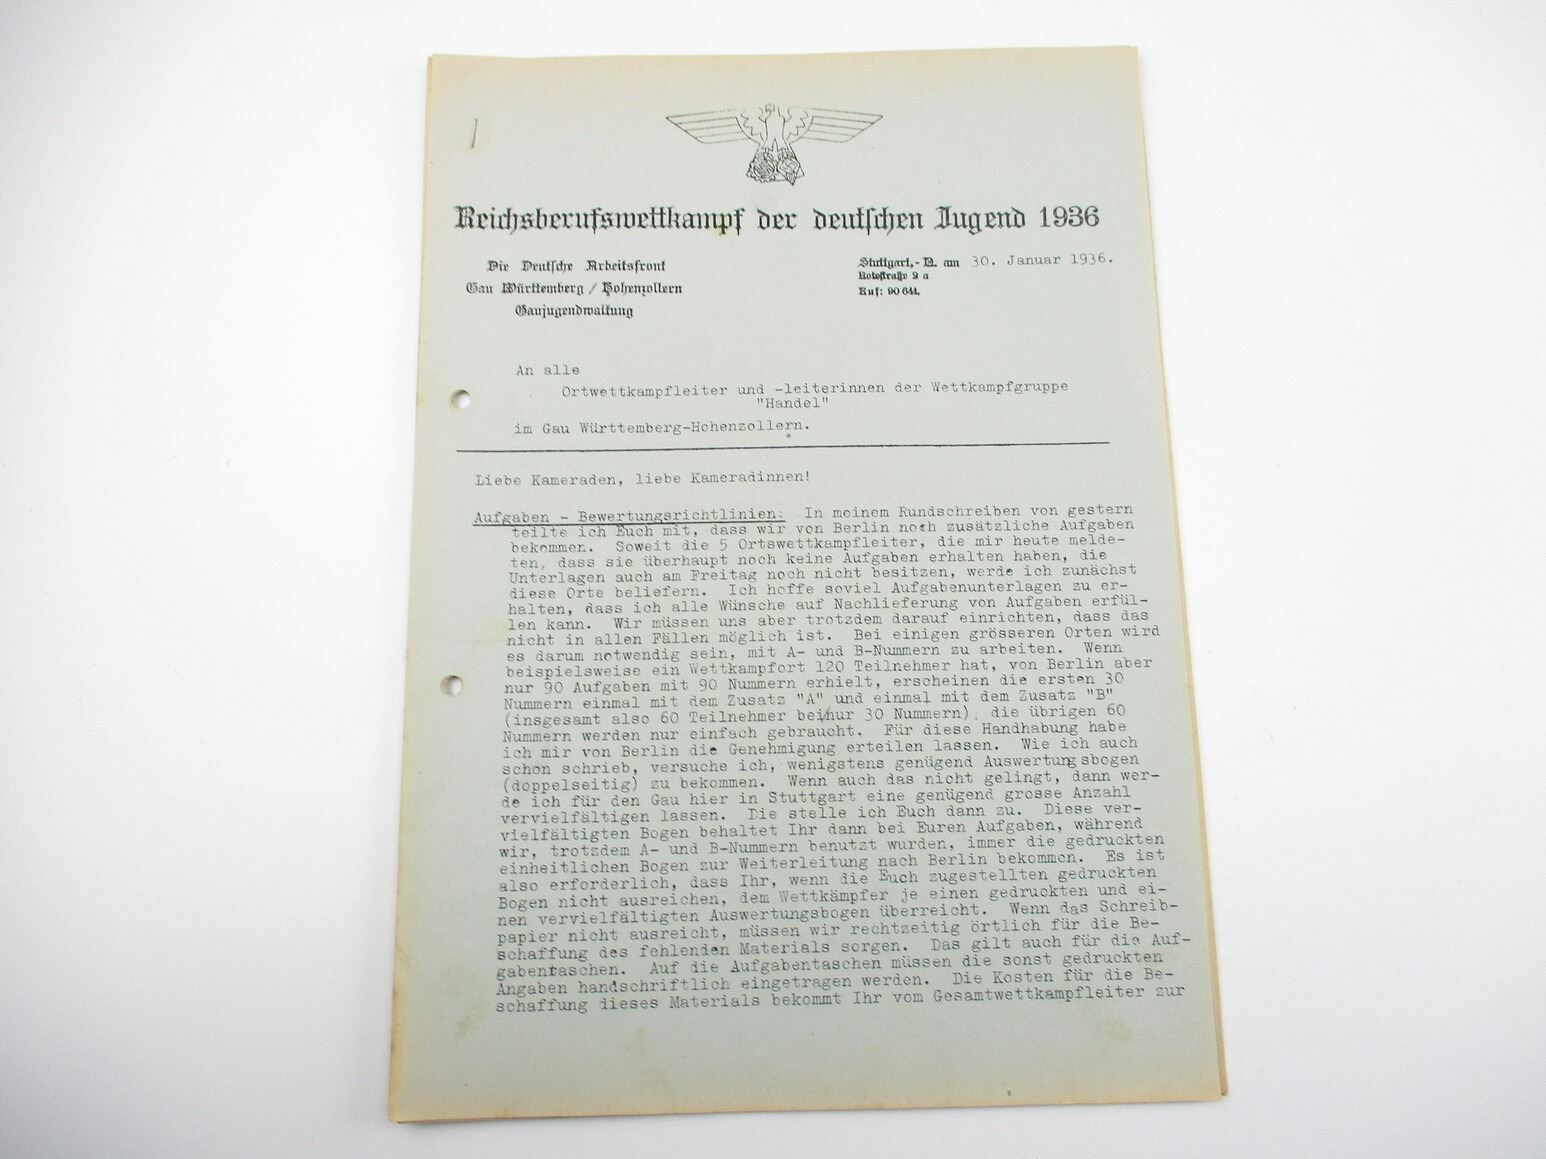 Reichsberufswettkampf der deutschen Jugend 1936
Die Deutsche Arbeitsfront
Gau Württemberg / Hohenzollern
Gaujugendwaltung
Stuttgart,- N. am 30. Januar 1936.
Rotestraße 9 a
Ruf: 90 641.
An alle
Ortwettkampfleiter und -leiterinnen der Wettkampfgruppe
"Handel"
im Gau Württemberg-Hohenzollern.
Liebe Kameraden, liebe Kameradinnen!
Aufgaben - Bewertungsrichtlinien: In meinem Rundschreiben von gestern
teilte ich Euch mit, dass wir von Berlin noch zusätzliche Aufgaben
bekommen. Soweit die 5 Ortswettkampfleiter, die mir heute melde-
ten, dass sie überhaupt noch keine Aufgaben erhalten haben, die
Unterlagen auch am Freitag noch nicht besitzen, werde ich zunächst
diese Orte beliefern. Ich hoffe soviel Aufgabenunterlagen zu er-
halten, dass ich alle Wünsche auf Nachlieferung von Aufgaben erfül-
len kann. Wir müssen uns aber trotzdem darauf einrichten, dass das
nicht in allen Fällen möglich ist. Bei einigen grösseren Orten wird
es darum notwendig sein, mit A- und B-Nummern zu arbeiten. Wenn
beispielsweise ein Wettkampfort 120 Teilnehmer hat, von Berlin aber
nur 90 Aufgaben mit 90 Nummern erhielt, erscheinen die ersten 30
Nummern einmal mit dem Zusatz "A" und einmal mit dem Zusatz "B"
(insgesamt also 60 Teilnehmer bei/nur 30 Nummern), die übrigen 60
Nummern werden nur einfach gebraucht. Für diese Handhabung habe
ich mir von Berlin die Genehmigung erteilen lassen. Wie ich auch
schon schrieb, versuche ich, wenigstens genügend Auswertungsbogen
(doppelseitig) zu bekommen. Wenn auch das nicht gelingt, dann wer-
de ich für den Gau hier in Stuttgart eine genügend grosse Anzahl
vervielfältigen lassen. Die stelle ich Euch dann zu. Diese ver-
vielfältigten Bogen behaltet Ihr dann bei Euren Aufgaben, während
wir, trotzdem A- und B-Nummern benutzt wurden, immer die gedruckten
einheitlichen Bogen zur Weiterleitung nach Berlin bekommen. Es ist
also erforderlich, dass Ihr, wenn die Euch zugestellten gedruckten
Bogen nicht ausreichen, dem Wettkämpfer je einen gedruckten und ei-
nen vervielfältigten Auswertungsbogen überreicht. Wenn das Schreib-
papier nicht ausreicht, müssen wir rechtzeitig örtlich für die Be-
schaffung des fehlenden Materials sorgen. Das gilt auch für die Auf-
gabentaschen. Auf die Aufgabentaschen müssen die sonst gedruckten
Angaben handschriftlich eingetragen werden. Die Kosten für die Be-
schaffung dieses Materials bekommt Ihr vom Gesamtwettkampfleiter zur